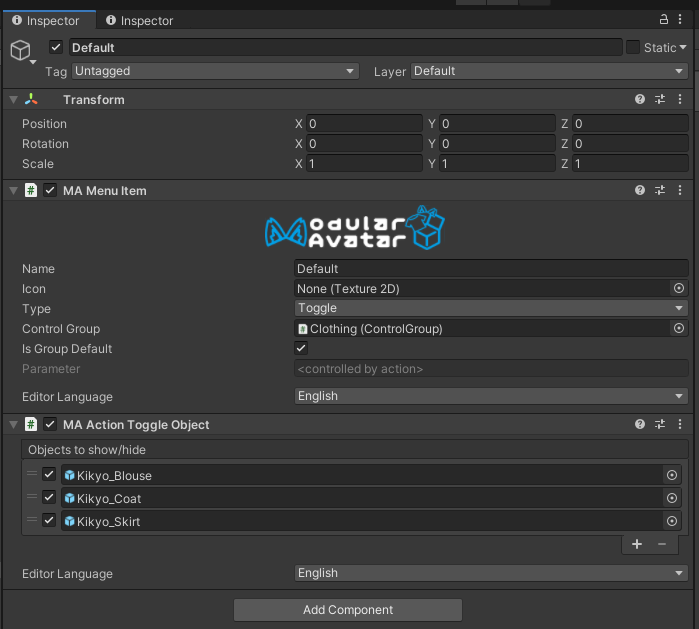 Inspector Inspector
Default Static
Tag Untagged Layer Default
Transform
Position X 0 Y 0 Z 0
Rotation X 0 Y 0 Z 0
Scale X 1 Y 1 Z 1
# MA Menu Item
Modular
Avatar
Name Default
Icon None (Texture 2D)
Type Toggle
Control Group # Clothing (ControlGroup)
Is Group Default
Parameter <controlled by action>
Editor Language English
# MA Action Toggle Object
Objects to show/hide
Kikyo_Blouse
Kikyo_Coat
Kikyo_Skirt
+ −
Editor Language English
Add Component